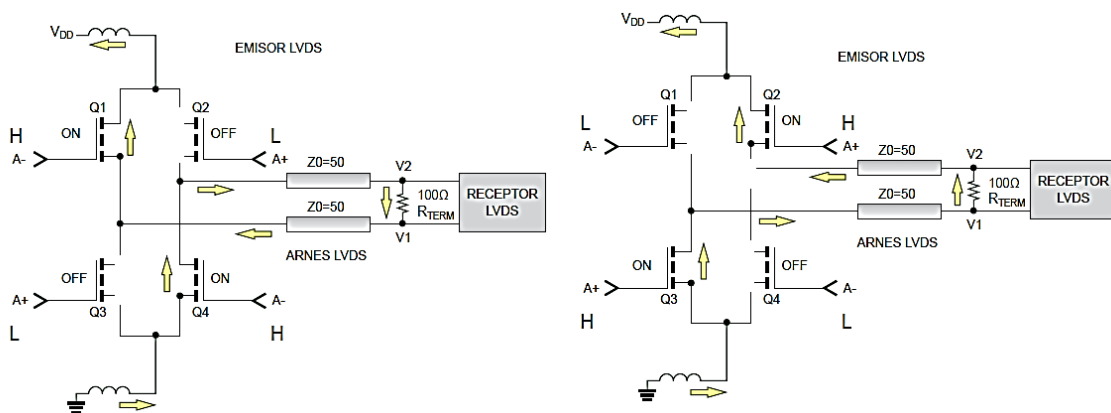 VDD
EMISOR LVDS
Q1
Q2
H
ON
OFF
L
A-
A+
Z0=50
V2
100Ω
RTERM
RECEPTOR
LVDS
Z0=50
V1
ARNES LVDS
OFF
ON
A+
A-
Q3
Q4
L
H
VDD
EMISOR LVDS
Q1
Q2
L
OFF
ON
H
A-
A+
Z0=50
V2
100Ω
RTERM
RECEPTOR
LVDS
Z0=50
V1
ARNES LVDS
ON
OFF
A+
A-
Q3
Q4
H
L